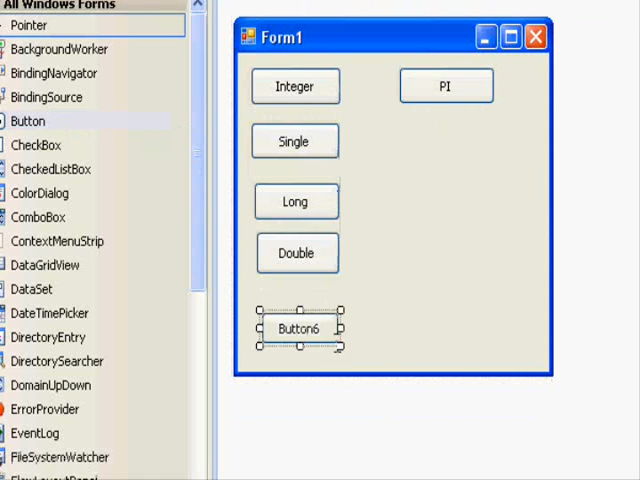 All Windows Forms
Pointer
BackgroundWorker
BindingNavigator
BindingSource
Button
CheckBox
CheckedListBox
ColorDialog
ComboBox
ContextMenuStrip
DataGridView
DataSet
DateTimePicker
DirectoryEntry
DirectorySearcher
DomainUpDown
ErrorProvider
EventLog
FileSystemWatcher
FlowLayoutPanel
Form1
Integer
PI
Single
Long
Double
Button6